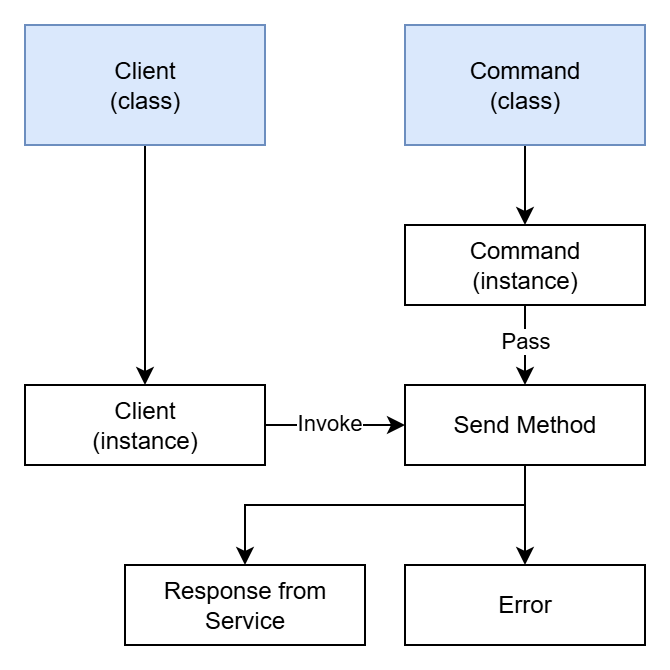 Client
(class)
Command
(class)
Command
(instance)
Pass
Client
(instance)
Invoke
Send Method
Response from
Service
Error